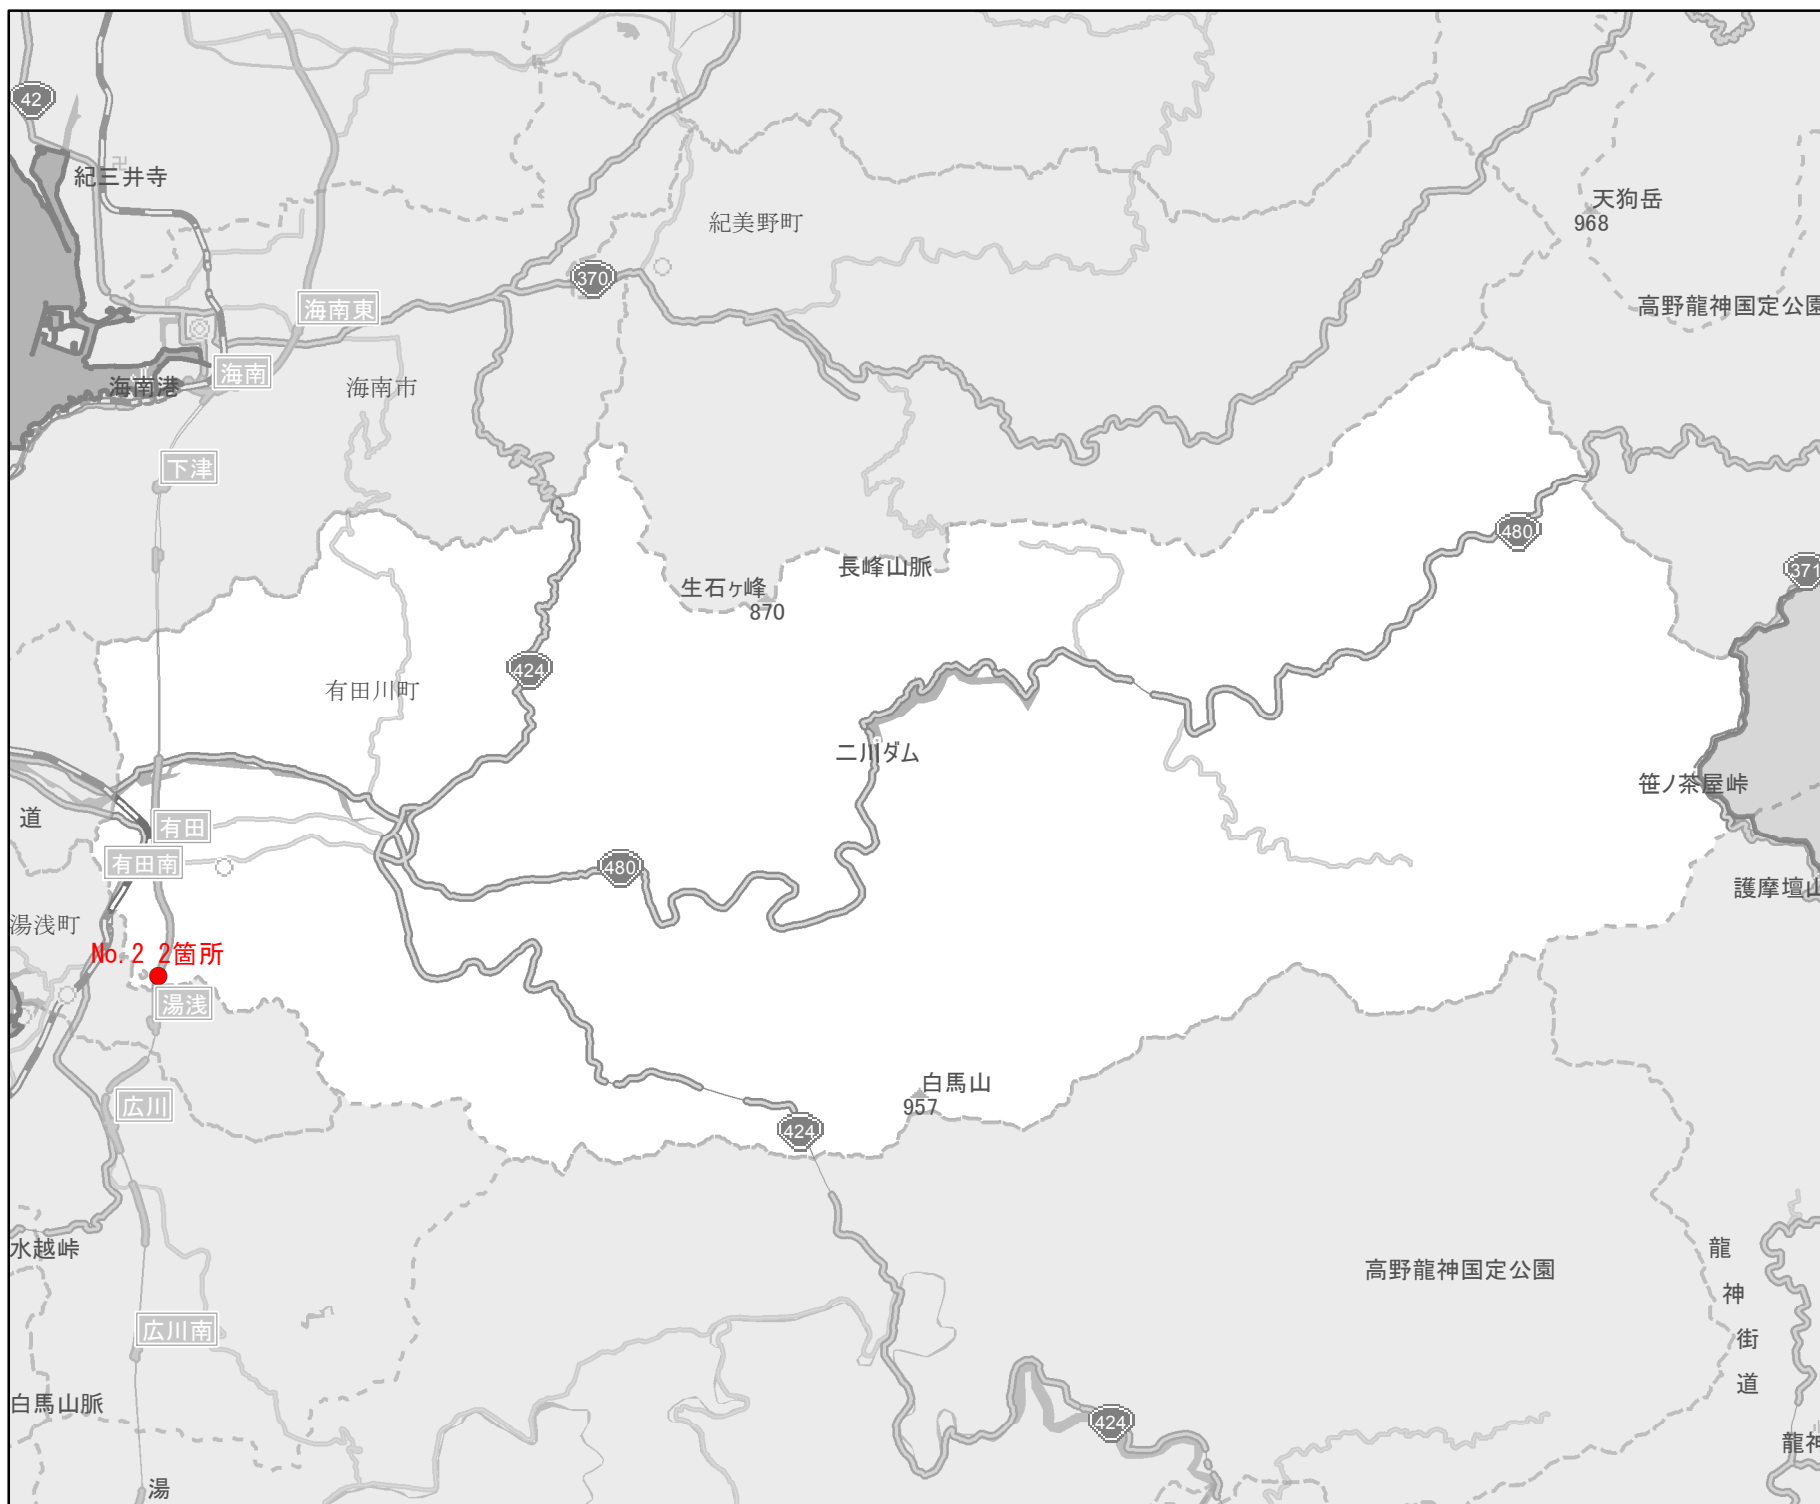 42
紀三井寺
天狗岳
968
紀美野町
370
海南東
高野龍神国定公園
海南
海南港
海南市
下津
480
長峰山脈
371
生石ヶ峰
870
424
有田川町
二川ダム
笹ノ茶屋峠
道
有田
有田南
480
護摩壇山
湯浅町
No.2 2箇所
湯浅
白馬山
957
広川
424
水越峠
龍神街道
高野龍神国定公園
広川南
白馬山脈
424
龍神
湯